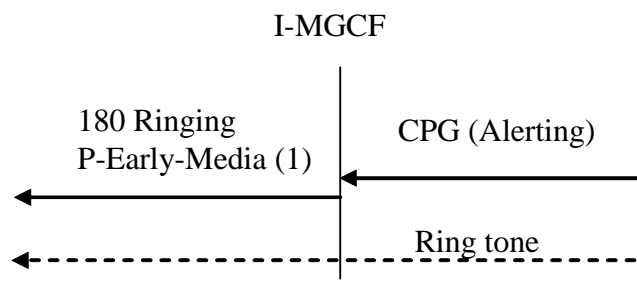 I-MGCF
180 Ringing
P-Early-Media (1)
CPG (Alerting)
Ring tone